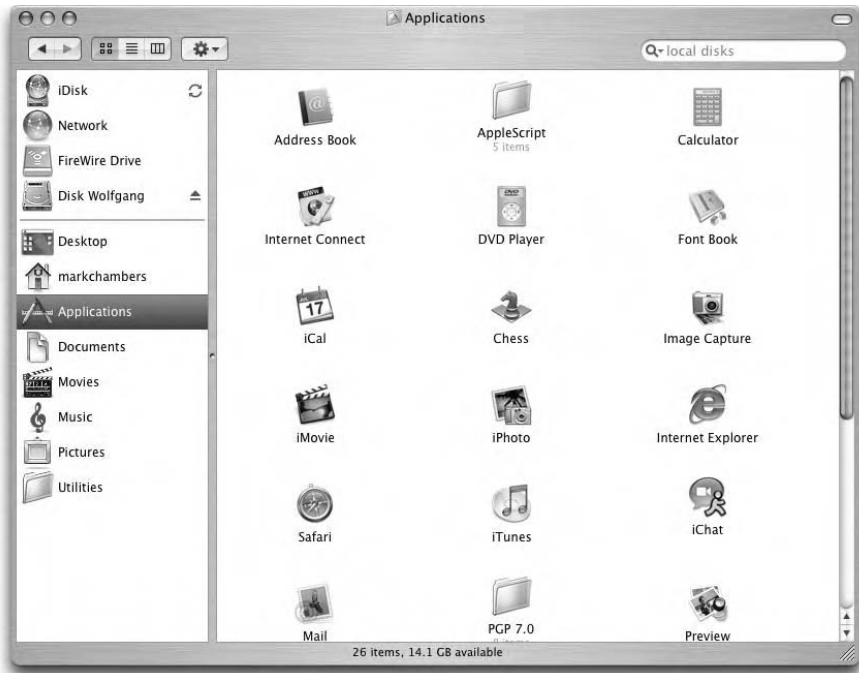 Applications
local disks
iDisk
Network
FireWire Drive
Disk Wolfgang
Desktop
markchambers
Applications
Documents
Movies
Music
Pictures
Utilities
Address Book
AppleScript
5 items
Calculator
WWW
Internet Connect
DVD
DVD Player
Font Book
17
iCal
Chess
Image Capture
iMovie
iPhoto
Internet Explorer
Safari
iTunes
iChat
Mail
PGP 7.0
Preview
26 items, 14.1 GB available